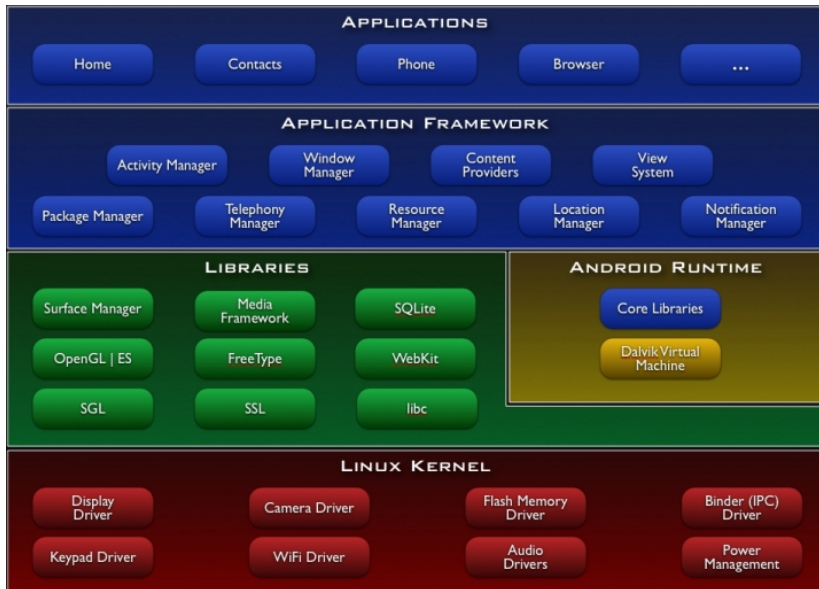 APPLICATIONS
Home
Contacts
Phone
Browser
...
APPLICATION FRAMEWORK
Activity Manager
Window
Manager
Content
Providers
View
System
Package Manager
Telephony
Manager
Resource
Manager
Location
Manager
Notification
Manager
LIBRARIES
Surface Manager
Media
Framework
SQLite
OpenGL | ES
FreeType
WebKit
SGL
SSL
libc
ANDROID RUNTIME
Core Libraries
Dalvik Virtual
Machine
LINUX KERNEL
Display
Driver
Camera Driver
Flash Memory
Driver
Binder (IPC)
Driver
Keypad Driver
WiFi Driver
Audio
Drivers
Power
Management